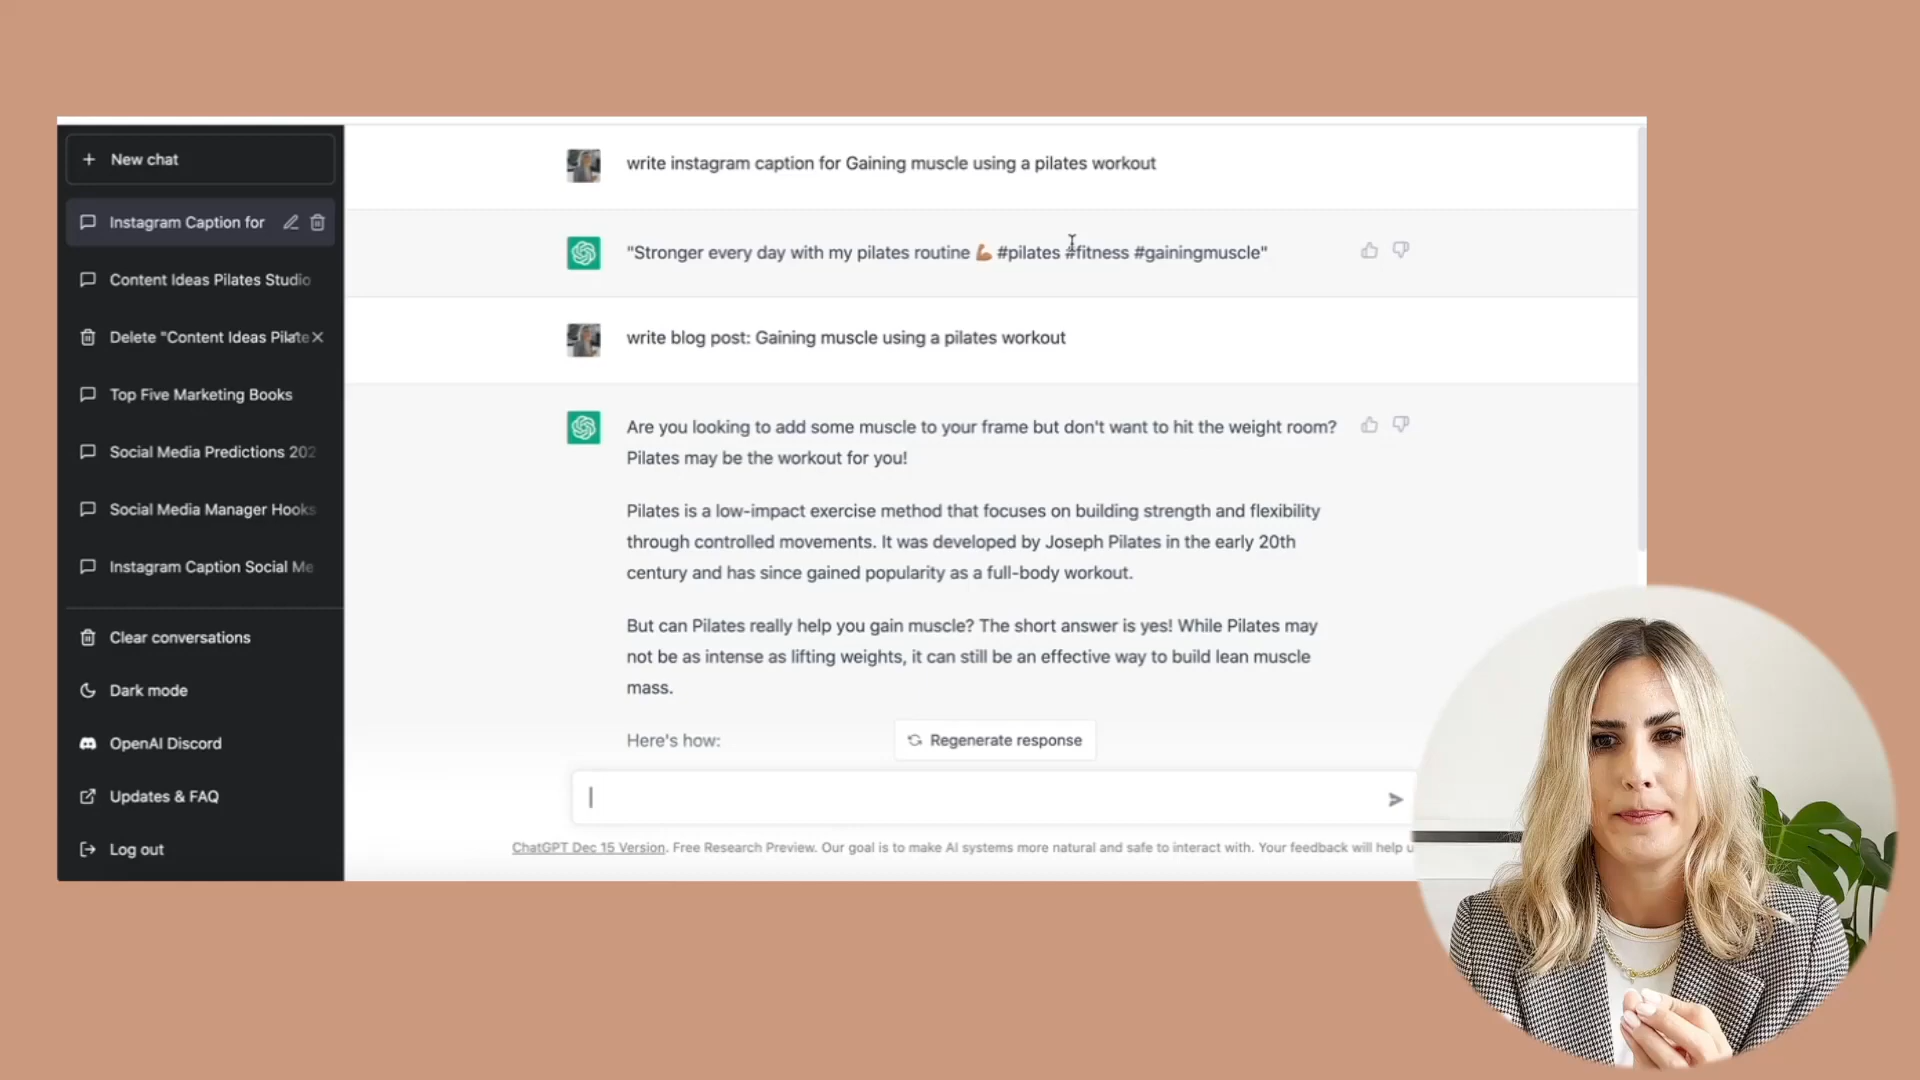 New chat
Instagram Caption for
Content Ideas Pilates Studio
Delete "Content Ideas Pilate
Top Five Marketing Books
Social Media Predictions 202
Social Media Manager Hooks
Instagram Caption Social Me
Clear conversations
Dark mode
OpenAI Discord
Updates & FAQ
Log out
write instagram caption for Gaining muscle using a pilates workout
"Stronger every day with my pilates routine 💪🏽 #pilates #fitness #gainingmuscle"
write blog post: Gaining muscle using a pilates workout
Are you looking to add some muscle to your frame but don't want to hit the weight room?
Pilates may be the workout for you!
Pilates is a low-impact exercise method that focuses on building strength and flexibility
through controlled movements. It was developed by Joseph Pilates in the early 20th
century and has since gained popularity as a full-body workout.
But can Pilates really help you gain muscle? The short answer is yes! While Pilates may
not be as intense as lifting weights, it can still be an effective way to build lean muscle
mass.
Here's how:
Regenerate response
ChatGPT Dec 15 Version. Free Research Preview. Our goal is to make AI systems more natural and safe to interact with. Your feedback will help u